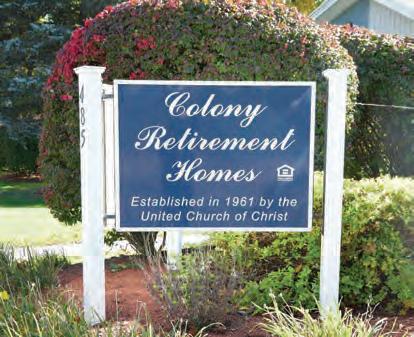 485
Colony
Retirement
Homes
Established in 1961 by the
United Church of Christ